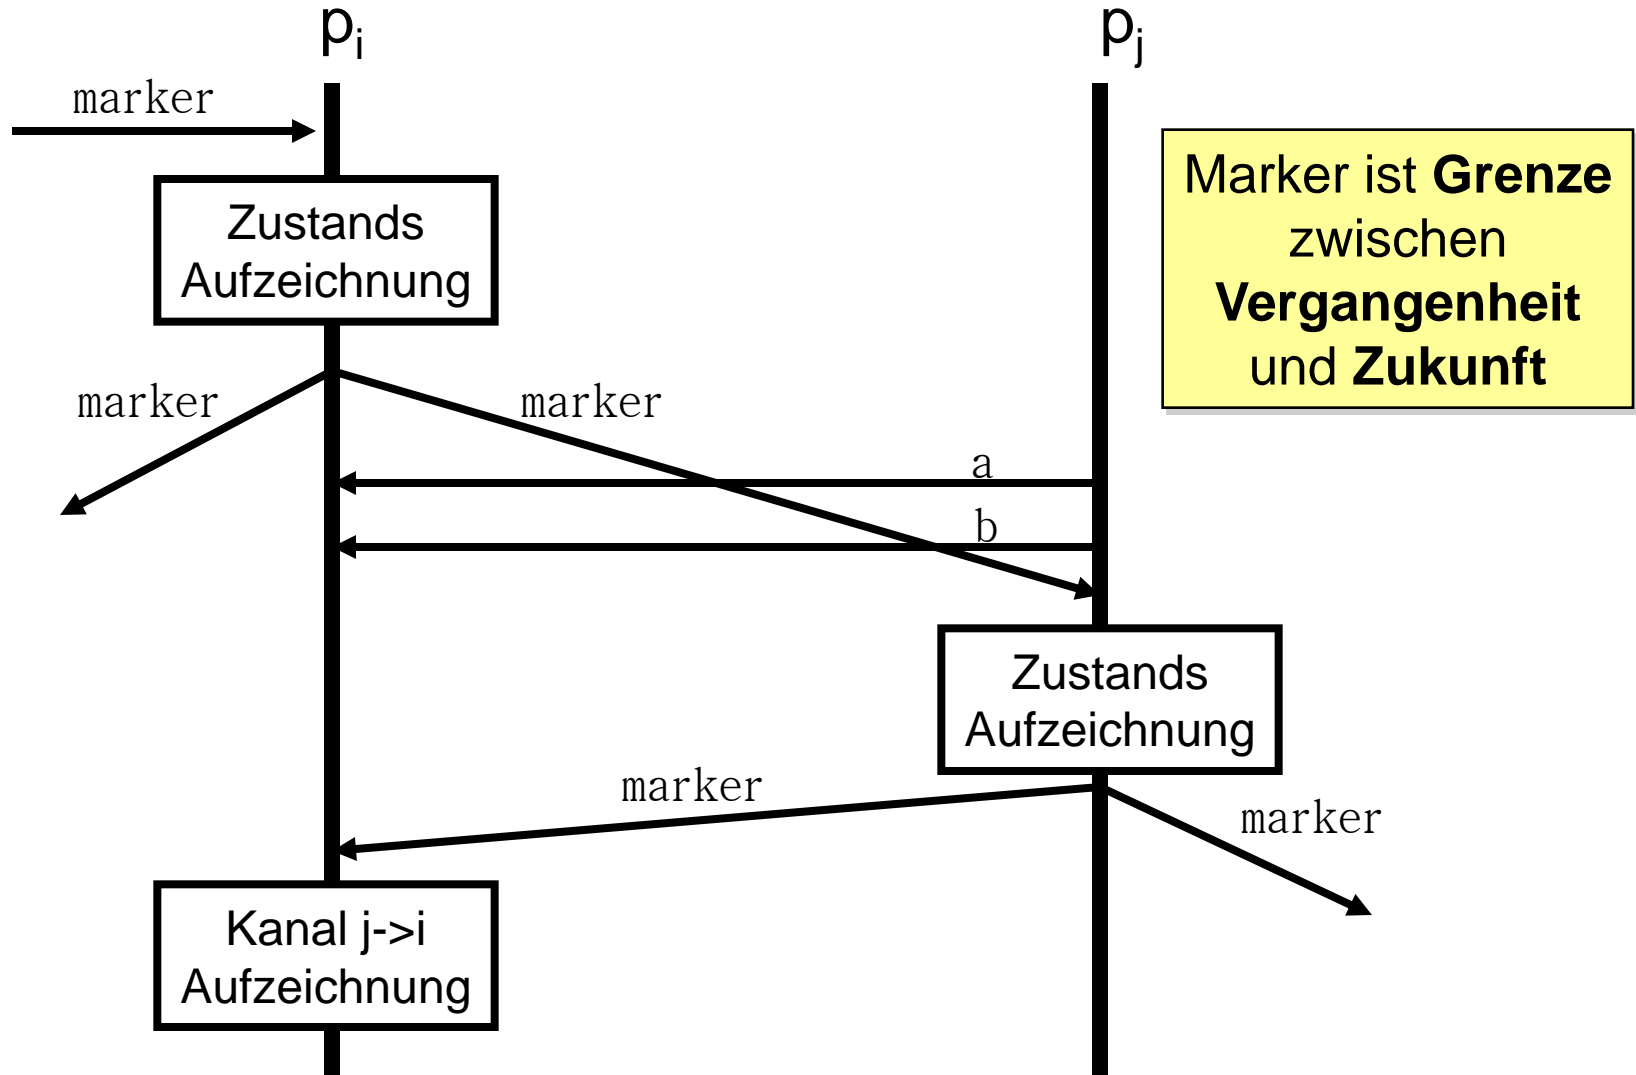 pi
pj
marker
Marker ist Grenze
zwischen
Vergangenheit
und Zukunft
Zustands
Aufzeichnung
marker
marker
a
b
Zustands
Aufzeichnung
marker
marker
Kanal j->i
Aufzeichnung